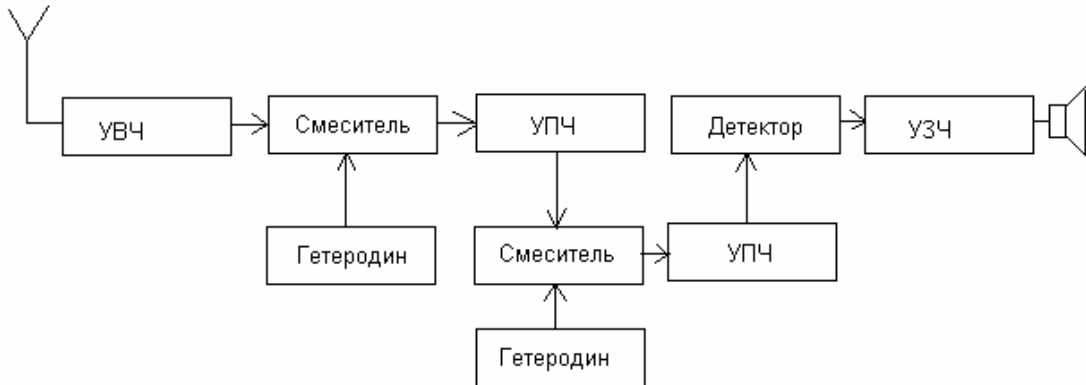 УВЧ
Смеситель
УПЧ
Детектор
УЗЧ
Гетеродин
Смеситель
УПЧ
Гетеродин